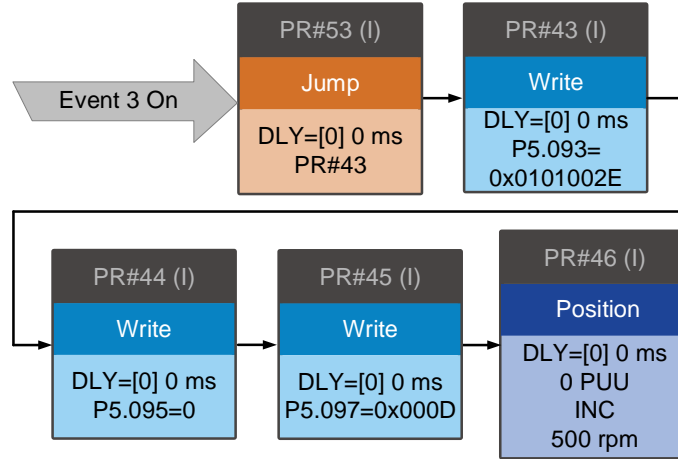 Event 3 On
PR#53 (I)
Jump
DLY=[0] 0 ms
PR#43
PR#43 (I)
Write
DLY=[0] 0 ms
P5.093=
0x0101002E
PR#44 (I)
Write
DLY=[0] 0 ms
P5.095=0
PR#45 (I)
Write
DLY=[0] 0 ms
P5.097=0x000D
PR#46 (I)
Position
DLY=[0] 0 ms
0 PUU
INC
500 rpm